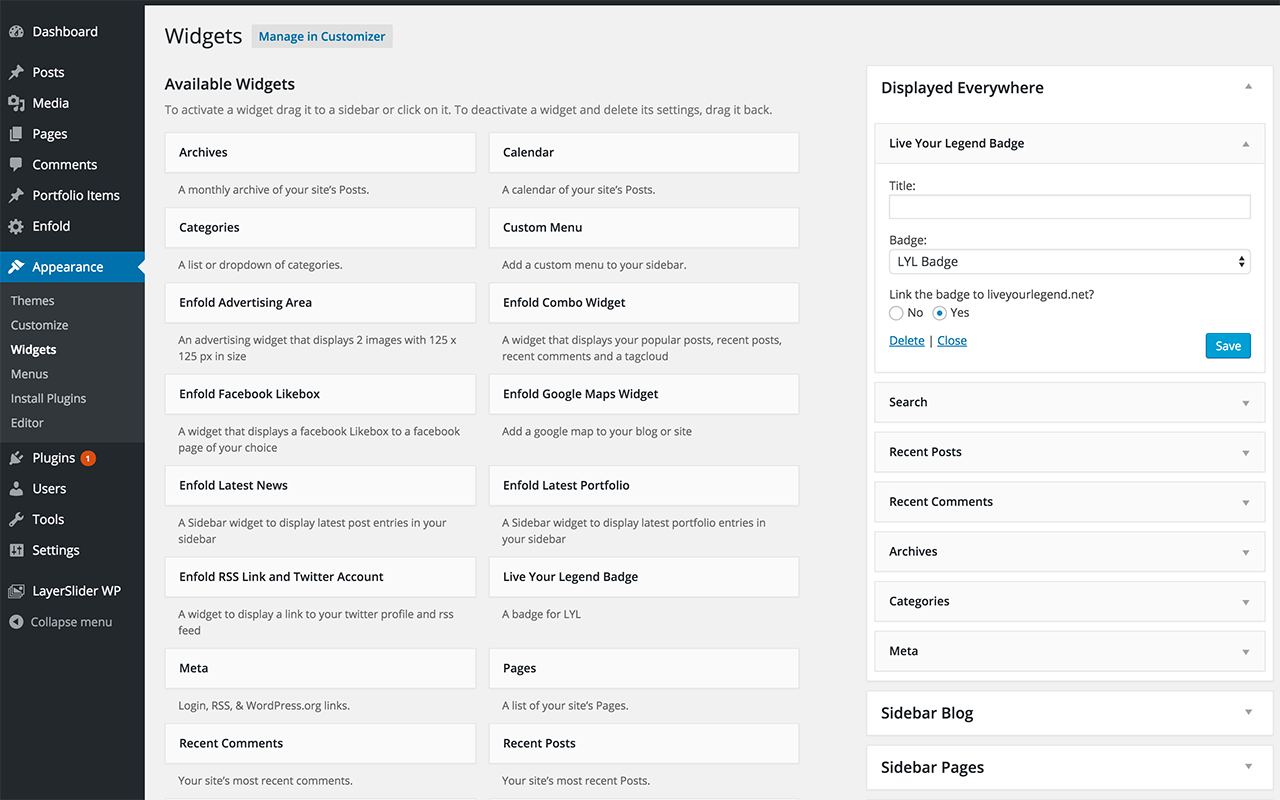 Dashboard
Posts
Media
Pages
Comments
Portfolio Items
Enfold
Appearance
Themes
Customize
Widgets
Menus
Install Plugins
Editor
Plugins 1
Users
Tools
Settings
LayerSlider WP
Collapse menu
Widgets Manage in Customizer
Available Widgets
To activate a widget drag it to a sidebar or click on it. To deactivate a widget and delete its settings, drag it back.
Archives
A monthly archive of your site's Posts.
Calendar
A calendar of your site's Posts.
Categories
A list or dropdown of categories.
Custom Menu
Add a custom menu to your sidebar.
Enfold Advertising Area
An advertising widget that displays 2 images with 125 x
125 px in size
Enfold Combo Widget
A widget that displays your popular posts, recent posts,
recent comments and a tagcloud
Enfold Facebook Likebox
A widget that displays a facebook Likebox to a facebook
page of your choice
Enfold Google Maps Widget
Add a google map to your blog or site
Enfold Latest News
A Sidebar widget to display latest post entries in your
sidebar
Enfold Latest Portfolio
A Sidebar widget to display latest portfolio entries in
your sidebar
Enfold RSS Link and Twitter Account
A widget to display a link to your twitter profile and rss
feed
Live Your Legend Badge
A badge for LYL
Meta
Login, RSS, & WordPress.org links.
Pages
A list of your site's Pages.
Recent Comments
Your site's most recent comments.
Recent Posts
Your site's most recent Posts.
Displayed Everywhere
Live Your Legend Badge
Title:
Badge:
LYL Badge
Link the badge to liveyourlegend.net?
No Yes
Delete | Close
Save
Search
Recent Posts
Recent Comments
Archives
Categories
Meta
Sidebar Blog
Sidebar Pages